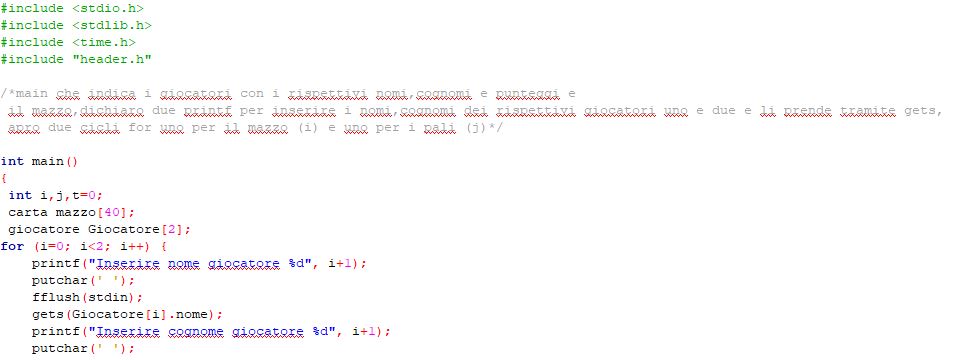 #include <stdio.h>
#include <stdlib.h>
#include <time.h>
#include "header.h"
/*main che indica i giocatori con i rispettivi nomi,cognomi e punteggi e
il mazzo,dichiaro due printf per inserire i nomi,cognomi dei rispettivi giocatori uno e due e li prende tramite gets,
apro due cicli for uno per il mazzo (i) e uno per i pali (j)*/
int main()
{
int i,j,t=0;
carta mazzo[40];
giocatore Giocatore[2];
for (i=0; i<2; i++) {
printf("Inserire nome giocatore %d", i+1);
putchar(' ');
fflush(stdin);
gets(Giocatore[i].nome);
printf("Inserire cognome giocatore %d", i+1);
putchar(' ');